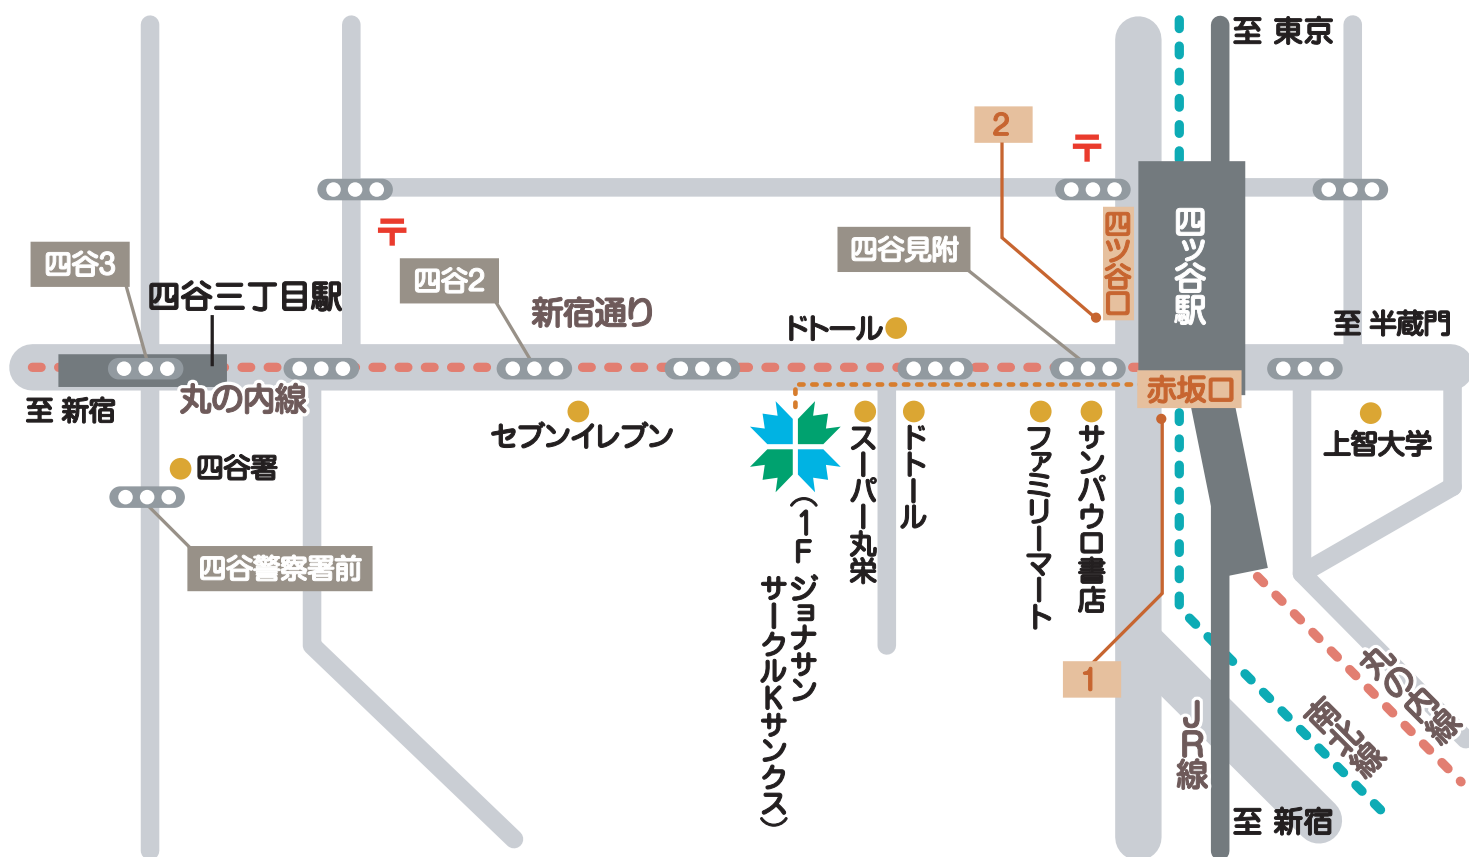 至 東京
2
〒
四ツ谷口
四ッ谷駅
〒
四谷3
四谷2
四谷見附
四谷三丁目駅
新宿通り
ドトール
至 半蔵門
丸の内線
至 新宿
赤坂口
セブンイレブン
四谷署
スーパー丸栄
ドトール
ファミリーマート
サンパウロ書店
上智大学
四谷警察署前
(1F ジョナサン
サークルKサンクス)
1
丸の内線
南北線
JR線
至 新宿